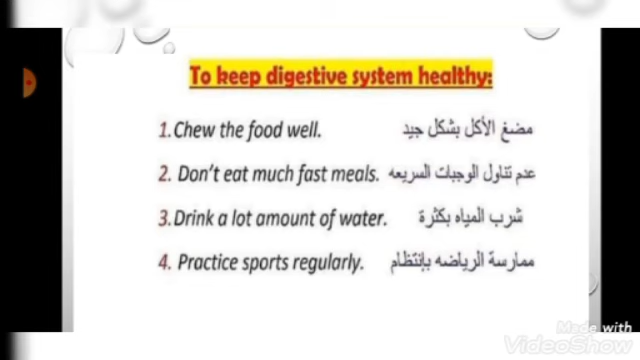 To keep digestive system healthy:
1. Chew the food well. مضغ الأكل بشكل جيد
2. Don't eat much fast meals. عدم تناول الوجبات السريعه
3. Drink a lot amount of water. شرب المياه بكثرة
4. Practice sports regularly. ممارسة الرياضه بإنتظام
Made with
VideoShow